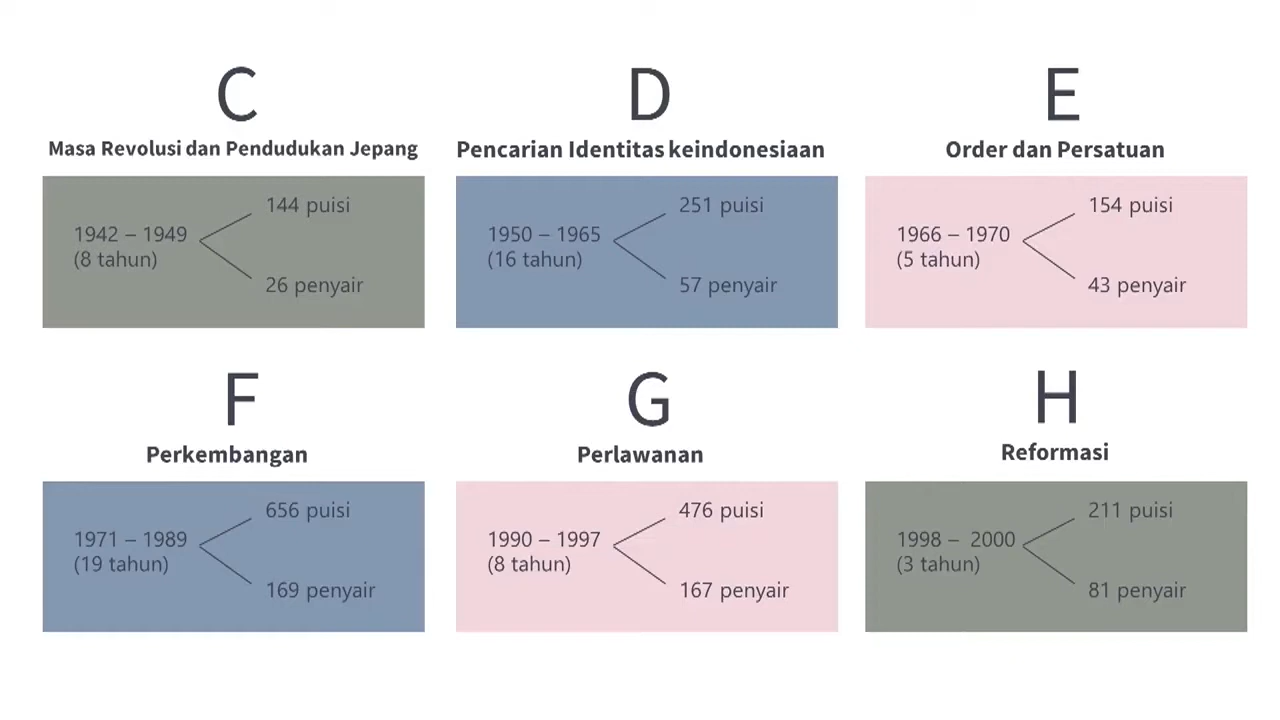 C
Masa Revolusi dan Pendudukan Jepang
144 puisi
1942 – 1949
(8 tahun)
26 penyair
D
Pencarian Identitas keindonesiaan
251 puisi
1950 – 1965
(16 tahun)
57 penyair
E
Order dan Persatuan
154 puisi
1966 – 1970
(5 tahun)
43 penyair
F
Perkembangan
656 puisi
1971 – 1989
(19 tahun)
169 penyair
G
Perlawanan
476 puisi
1990 – 1997
(8 tahun)
167 penyair
H
Reformasi
211 puisi
1998 – 2000
(3 tahun)
81 penyair